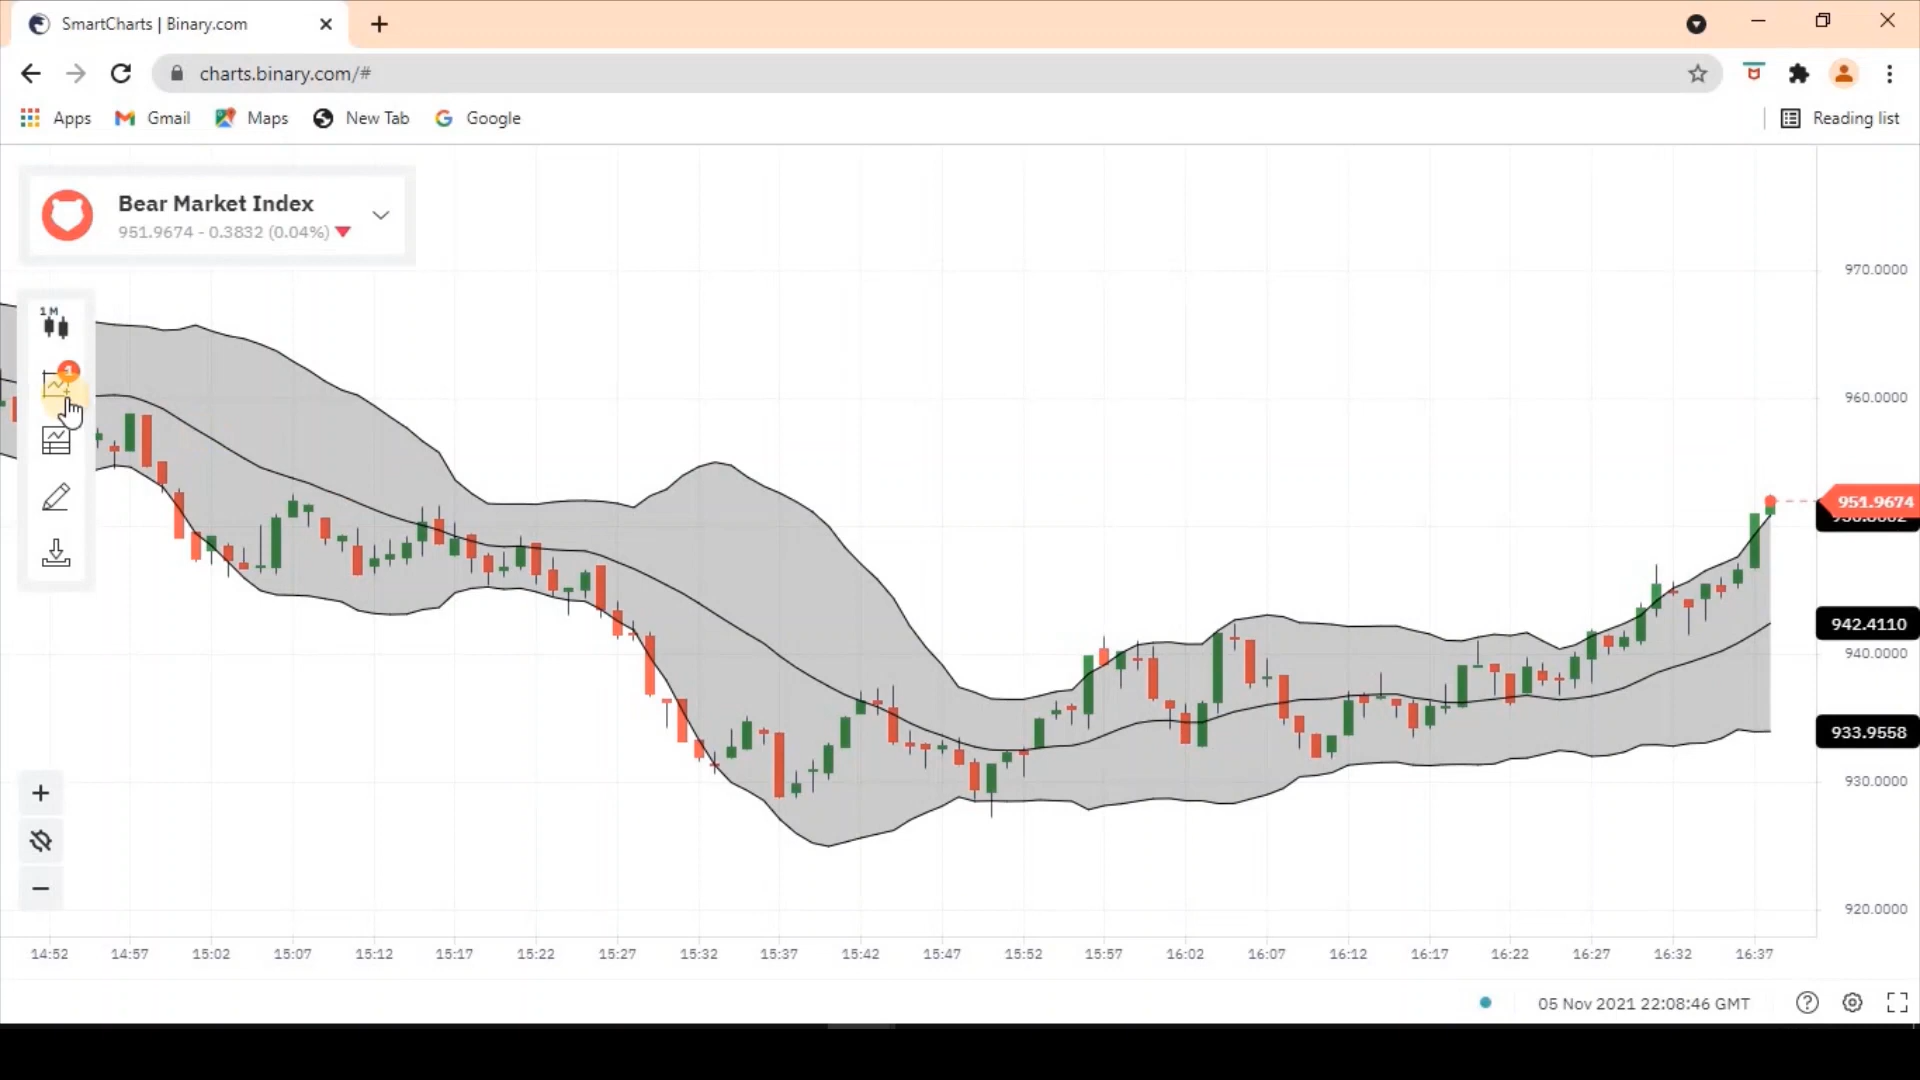 SmartCharts | Binary.com
charts.binary.com/#
Apps Gmail Maps New Tab Google Reading list
Bear Market Index
951.9674 - 0.3832 (0.04%)
1M
1
970.0000
960.0000
951.9674
942.4110
940.0000
933.9558
930.0000
920.0000
14:52 14:57 15:02 15:07 15:12 15:17 15:22 15:27 15:32 15:37 15:42 15:47 15:52 15:57 16:02 16:07 16:12 16:17 16:22 16:27 16:32 16:37
05 Nov 2021 22:08:46 GMT